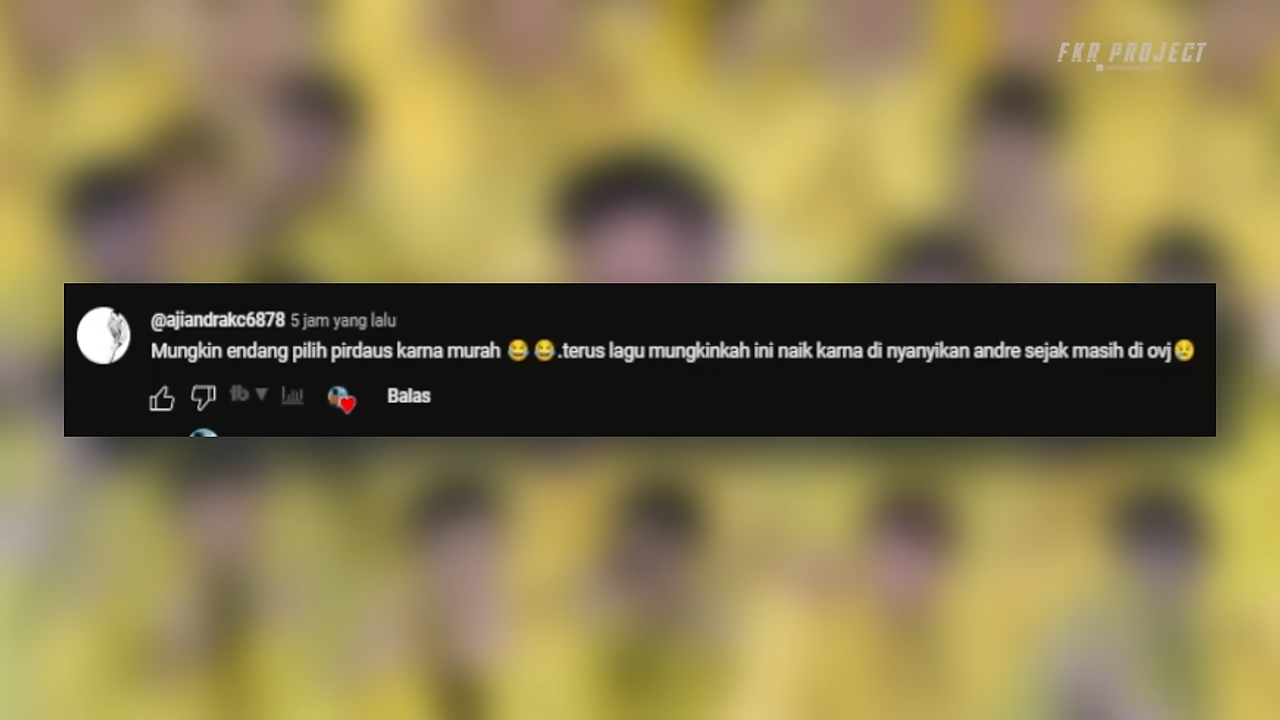 FKR PROJECT
@ajiandrakc6878 5 jam yang lalu
Mungkin endang pilih pirdaus karna murah 😂😂.terus lagu mungkinkah ini naik karna di nyanyikan andre sejak masih di ovj😢
Balas